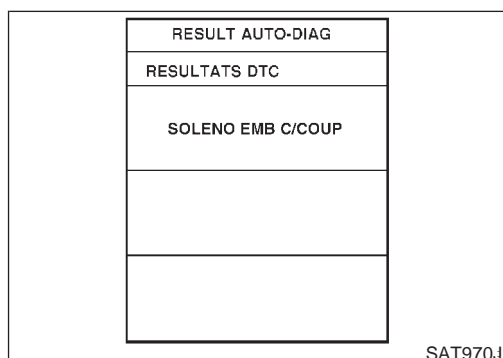 RESULT AUTO-DIAG
RESULTATS DTC
SOLENO EMB C/COUP
SAT970J